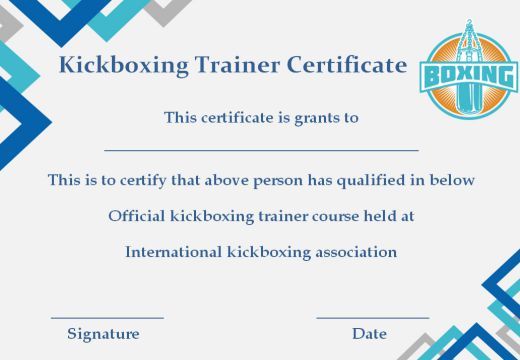 Kickboxing Trainer Certificate
BOXING
This certificate is grants to
This is to certify that above person has qualified in below
Official kickboxing trainer course held at
International kickboxing association
Signature
Date